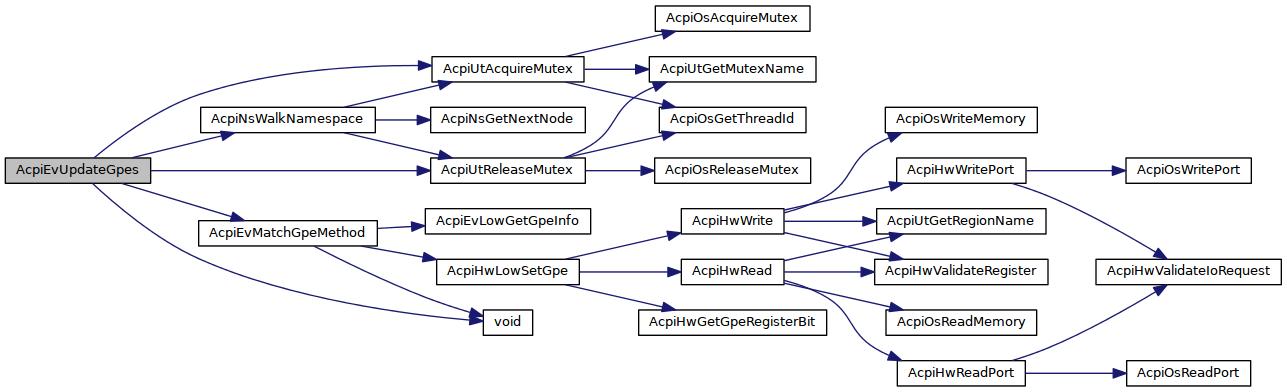 AcpiOsAcquireMutex
AcpiUtAcquireMutex
AcpiUtGetMutexName
AcpiNsWalkNamespace
AcpiNsGetNextNode
AcpiOsGetThreadId
AcpiOsWriteMemory
AcpiEvUpdateGpes
AcpiUtReleaseMutex
AcpiOsReleaseMutex
AcpiHwWritePort
AcpiOsWritePort
AcpiEvMatchGpeMethod
AcpiEvLowGetGpeInfo
AcpiHwWrite
AcpiUtGetRegionName
AcpiHwLowSetGpe
AcpiHwRead
AcpiHwValidateRegister
AcpiHwValidateIoRequest
void
AcpiHwGetGpeRegisterBit
AcpiOsReadMemory
AcpiHwReadPort
AcpiOsReadPort